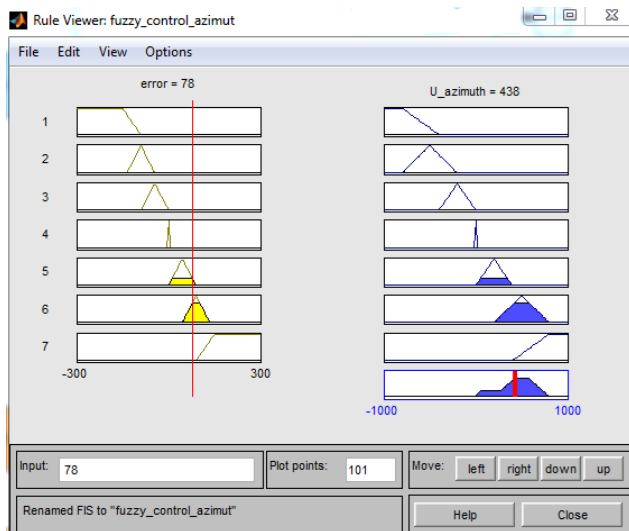 Rule Viewer: fuzzy_control_azimut
File Edit View Options
error = 78
U_azimuth = 438
1
2
3
4
5
6
7
-300 300
-1000 1000
Input: 78 Plot points: 101 Move: left right down up
Renamed FIS to "fuzzy_control_azimut" Help Close